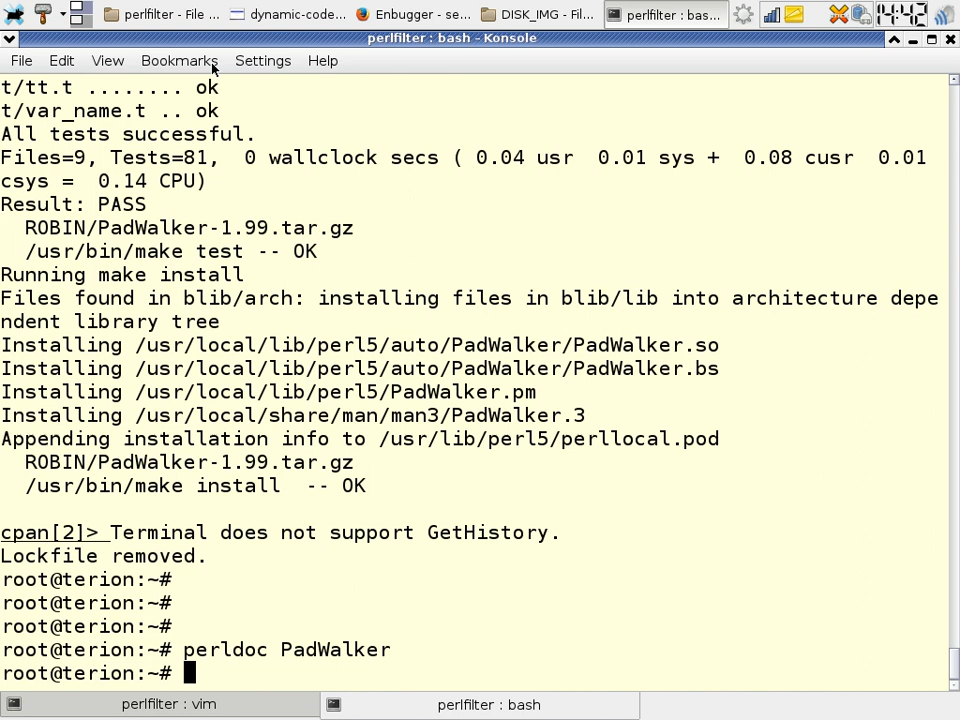 perlfilter - File ...
dynamic-code...
Enbugger - se...
DISK_IMG - Fil...
perlfilter : bas...
14:42
perlfilter : bash - Konsole
File Edit View Bookmarks Settings Help
t/tt.t ........ ok
t/var_name.t .. ok
All tests successful.
Files=9, Tests=81,  0 wallclock secs ( 0.04 usr  0.01 sys +  0.08 cusr  0.01
csys =  0.14 CPU)
Result: PASS
  ROBIN/PadWalker-1.99.tar.gz
  /usr/bin/make test -- OK
Running make install
Files found in blib/arch: installing files in blib/lib into architecture depe
ndent library tree
Installing /usr/local/lib/perl5/auto/PadWalker/PadWalker.so
Installing /usr/local/lib/perl5/auto/PadWalker/PadWalker.bs
Installing /usr/local/lib/perl5/PadWalker.pm
Installing /usr/local/share/man/man3/PadWalker.3
Appending installation info to /usr/lib/perl5/perllocal.pod
  ROBIN/PadWalker-1.99.tar.gz
  /usr/bin/make install  -- OK
cpan[2]> Terminal does not support GetHistory.
Lockfile removed.
root@terion:~#
root@terion:~#
root@terion:~#
root@terion:~# perldoc PadWalker
root@terion:~#
perlfilter : vim
perlfilter : bash